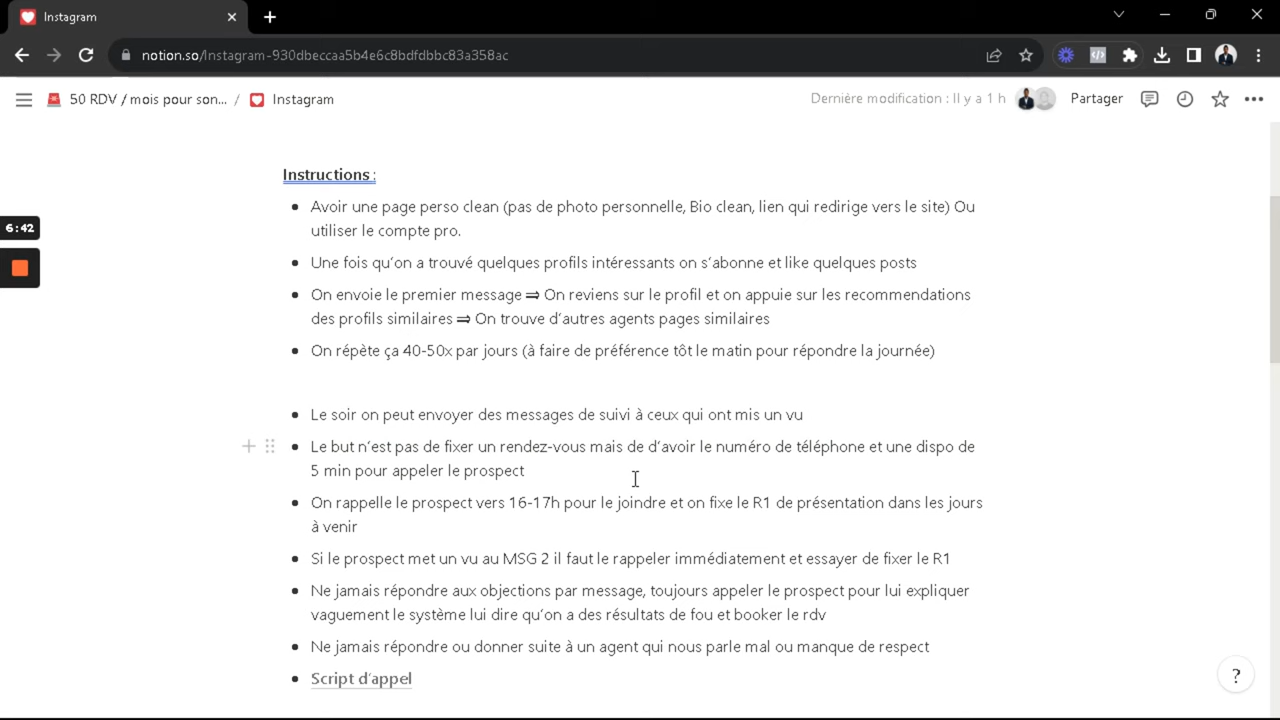 Instagram
notion.so/Instagram-930dbeccaa5b4e6c8bdfdbbc83a358ac
50 RDV / mois pour son... / Instagram
Dernière modification : Il y a 1 h
Partager
Instructions :
6:42
Avoir une page perso clean (pas de photo personnelle, Bio clean, lien qui redirige vers le site) Ou
utiliser le compte pro.
Une fois qu'on a trouvé quelques profils intéressants on s'abonne et like quelques posts
On envoie le premier message ⇒ On reviens sur le profil et on appuie sur les recommendations
des profils similaires ⇒ On trouve d'autres agents pages similaires
On répète ça 40-50x par jours (à faire de préférence tôt le matin pour répondre la journée)
Le soir on peut envoyer des messages de suivi à ceux qui ont mis un vu
Le but n'est pas de fixer un rendez-vous mais de d'avoir le numéro de téléphone et une dispo de
5 min pour appeler le prospect
On rappelle le prospect vers 16-17h pour le joindre et on fixe le R1 de présentation dans les jours
à venir
Si le prospect met un vu au MSG 2 il faut le rappeler immédiatement et essayer de fixer le R1
Ne jamais répondre aux objections par message, toujours appeler le prospect pour lui expliquer
vaguement le système lui dire qu'on a des résultats de fou et booker le rdv
Ne jamais répondre ou donner suite à un agent qui nous parle mal ou manque de respect
Script d'appel
?